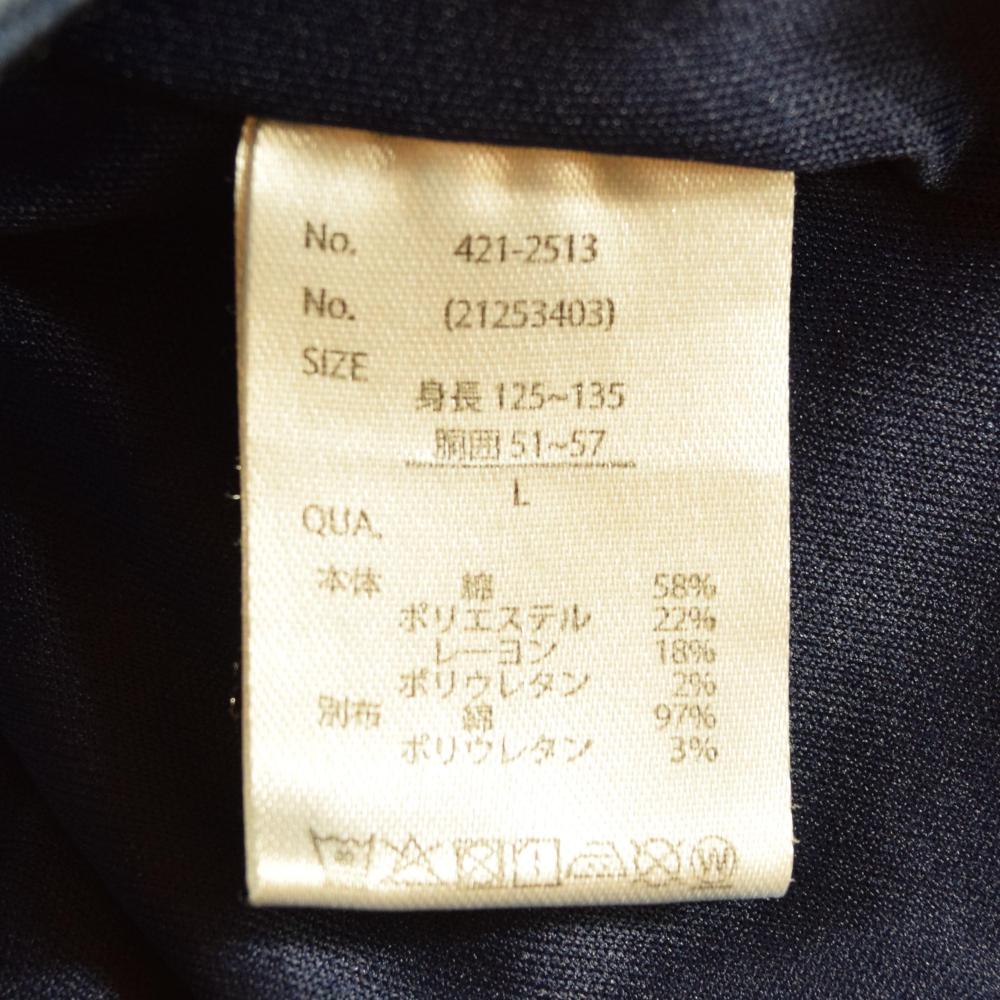 No. 421-2513
No. (21253403)
SIZE
身長 125~135
胴囲 51~57
L
QUA.
本体 綿 58%
ポリエステル 22%
レーヨン 18%
ポリウレタン 2%
別布 綿 97%
ポリウレタン 3%
W